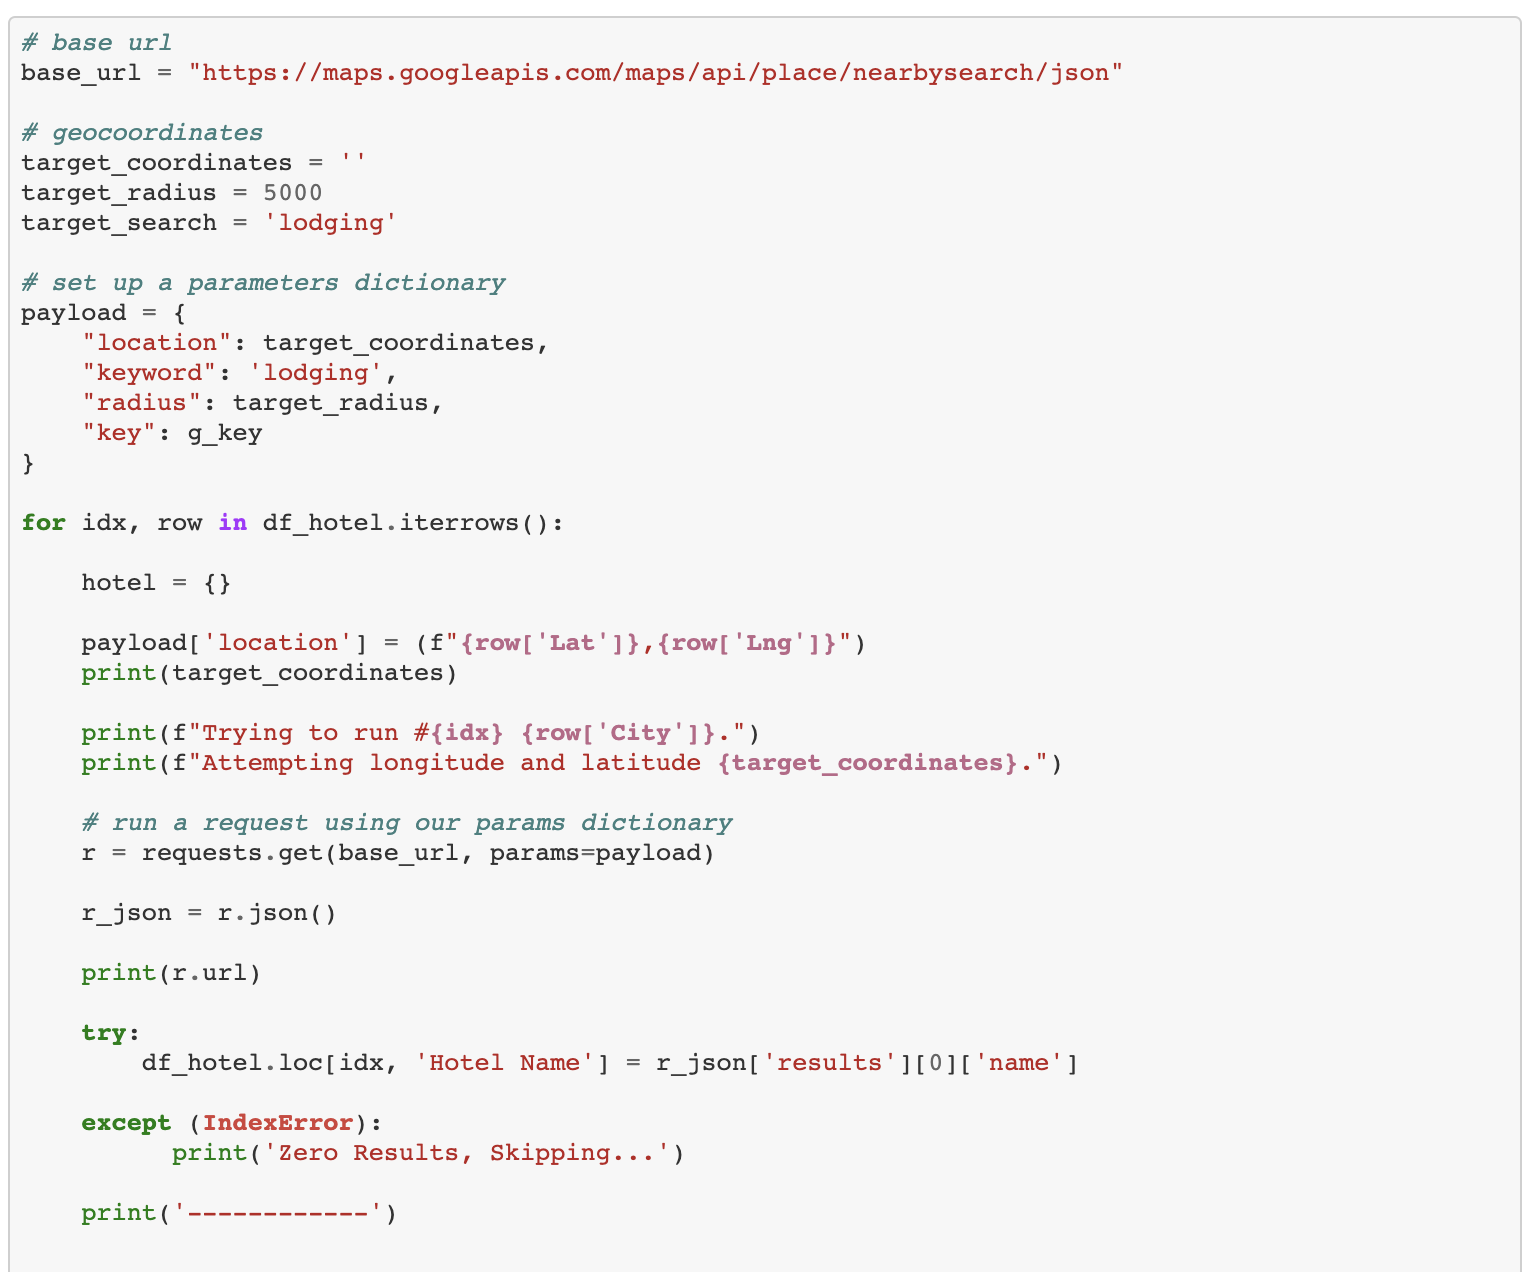 # base url
base_url = "https://maps.googleapis.com/maps/api/place/nearbysearch/json"

# geocoordinates
target_coordinates = ''
target_radius = 5000
target_search = 'lodging'

# set up a parameters dictionary
payload = {
    "location": target_coordinates,
    "keyword": 'lodging',
    "radius": target_radius,
    "key": g_key
}

for idx, row in df_hotel.iterrows():

    hotel = {}

    payload['location'] = (f"{row['Lat']},{row['Lng']}")
    print(target_coordinates)

    print(f"Trying to run #{idx} {row['City']}.")
    print(f"Attempting longitude and latitude {target_coordinates}.")

    # run a request using our params dictionary
    r = requests.get(base_url, params=payload)

    r_json = r.json()

    print(r.url)

    try:
        df_hotel.loc[idx, 'Hotel Name'] = r_json['results'][0]['name']

    except (IndexError):
          print('Zero Results, Skipping...')

    print('------------')